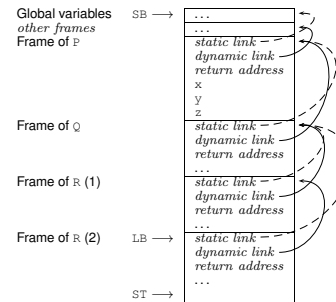 Global variables SB → ...
other frames ...
Frame of P static link
dynamic link
return address
x
y
z
Frame of Q static link
dynamic link
return address
...
Frame of R (1) static link
dynamic link
return address
...
Frame of R (2) LB → static link
dynamic link
return address
...
ST →